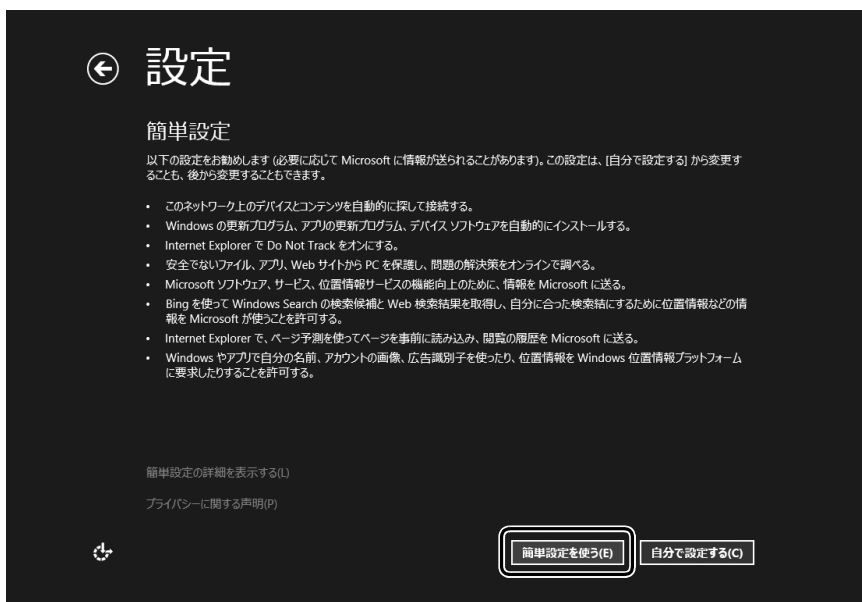 設定
簡単設定
以下の設定をお勧めします (必要に応じて Microsoft に情報が送られることがあります)。この設定は、[自分で設定する] から変更す
ることも、後から変更することもできます。
• このネットワーク上のデバイスとコンテンツを自動的に探して接続する。
• Windows の更新プログラム、アプリの更新プログラム、デバイス ソフトウェアを自動的にインストールする。
• Internet Explorer で Do Not Track をオンにする。
• 安全でないファイル、アプリ、Web サイトから PC を保護し、問題の解決策をオンラインで調べる。
• Microsoft ソフトウェア、サービス、位置情報サービスの機能向上のために、情報を Microsoft に送る。
• Bing を使って Windows Search の検索候補と Web 検索結果を取得し、自分に合った検索結にするために位置情報などの情
報を Microsoft が使うことを許可する。
• Internet Explorer で、ページ予測を使ってページを事前に読み込み、閲覧の履歴を Microsoft に送る。
• Windows やアプリで自分の名前、アカウントの画像、広告識別子を使ったり、位置情報を Windows 位置情報プラットフォーム
に要求したりすることを許可する。
簡単設定の詳細を表示する(L)
プライバシーに関する声明(P)
簡単設定を使う(E) 自分で設定する(C)